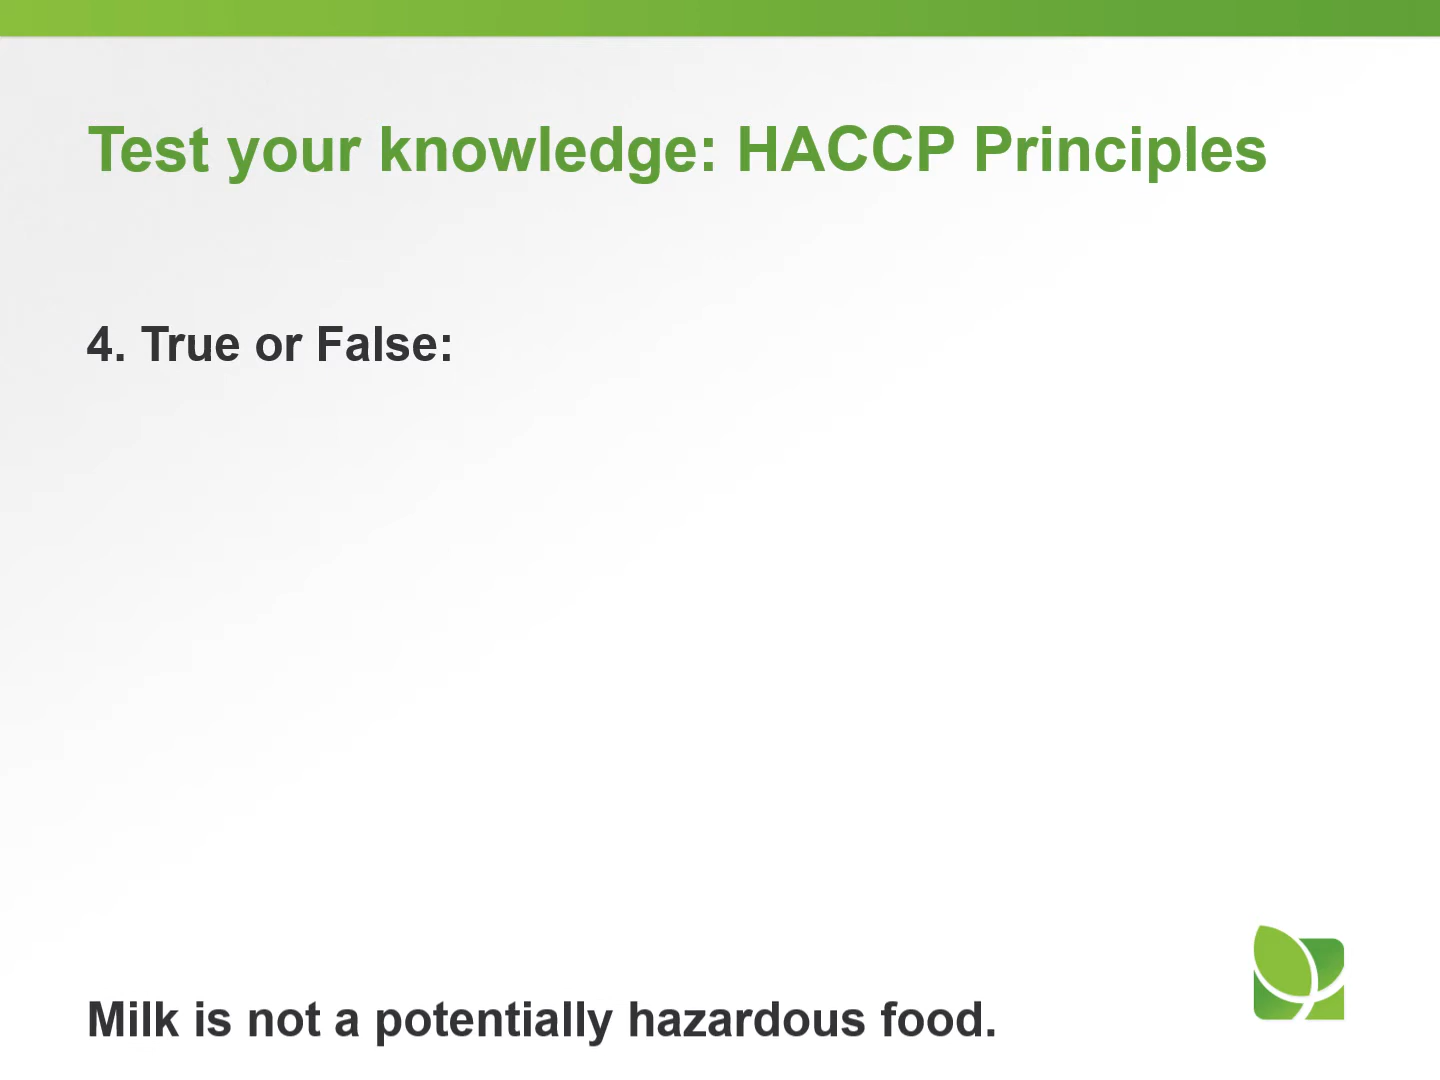 Test your knowledge: HACCP Principles
4. True or False:
Milk is not a potentially hazardous food.